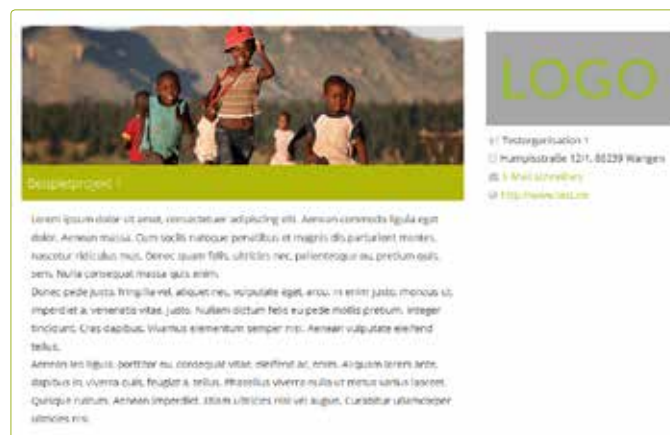 Beispielprojekt 1
Lorem ipsum dolor sit amet, consectetuer adipiscing elit. Aenean commodo ligula eget
dolor. Aenean massa. Cum sociis natoque penatibus et magnis dis parturient montes,
nascetur ridiculus mus. Donec quam felis, ultricies nec, pellentesque eu, pretium quis,
sem. Nulla consequat massa quis enim.
Donec pede justo, fringilla vel, aliquet nec, vulputate eget, arcu. In enim justo, rhoncus ut,
imperdiet a, venenatis vitae, justo. Nullam dictum felis eu pede mollis pretium. Integer
tincidunt. Cras dapibus. Vivamus elementum semper nisi. Aenean vulputate eleifend
tellus.
Aenean leo ligula, porttitor eu, consequat vitae, eleifend ac, enim. Aliquam lorem ante,
dapibus in, viverra quis, feugiat a, tellus. Phasellus viverra nulla ut metus varius laoreet.
Quisque rutrum. Aenean imperdiet. Etiam ultricies nisi vel augue. Curabitur ullamcorper
ultricies nisi.
LOGO
Testorganisation 1
Humpisstraße 12/1, 88239 Wangen
E-Mail schreiben
http://www.test.de